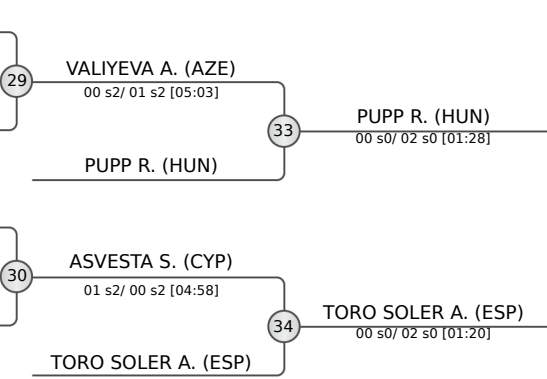 29
VALIYEVA A. (AZE)
00 s2/ 01 s2 [05:03]
33
PUPP R. (HUN)
00 s0/ 02 s0 [01:28]
PUPP R. (HUN)
30
ASVESTA S. (CYP)
01 s2/ 00 s2 [04:58]
34
TORO SOLER A. (ESP)
00 s0/ 02 s0 [01:20]
TORO SOLER A. (ESP)